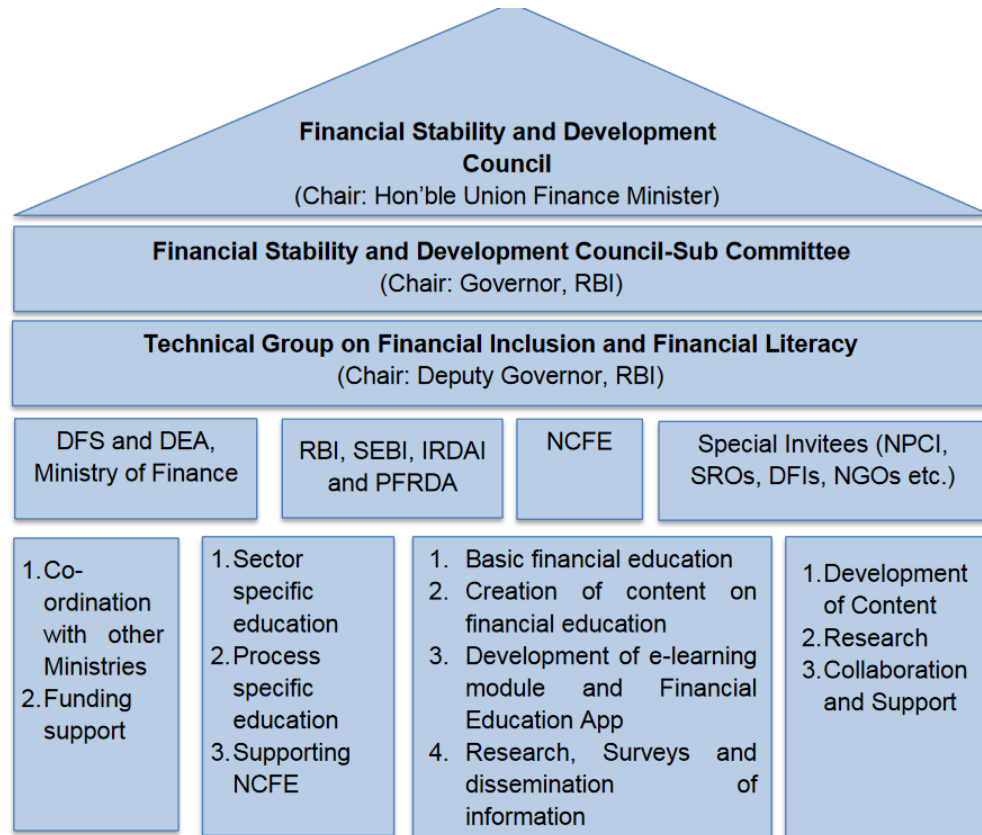 Financial Stability and Development
Council
(Chair: Hon'ble Union Finance Minister)
Financial Stability and Development Council-Sub Committee
(Chair: Governor, RBI)
Technical Group on Financial Inclusion and Financial Literacy
(Chair: Deputy Governor, RBI)
DFS and DEA,
Ministry of Finance
RBI, SEBI, IRDAI
and PFRDA
NCFE
Special Invitees (NPCI,
SROs, DFIs, NGOs etc.)
1. Co-
ordination
with other
Ministries
2. Funding
support
1. Sector
specific
education
2. Process
specific
education
3. Supporting
NCFE
1. Basic financial education
2. Creation of content on
financial education
3. Development of e-learning
module and Financial
Education App
4. Research, Surveys and
dissemination of
information
1. Development
of Content
2. Research
3. Collaboration
and Support